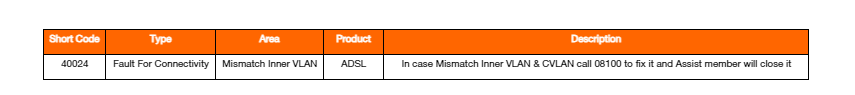 Short Code Type Area Product Description
40024 Fault For Connectivity Mismatch Inner VLAN ADSL In case Mismatch Inner VLAN & CVLAN call 08100 to fix it and Assist member will close it